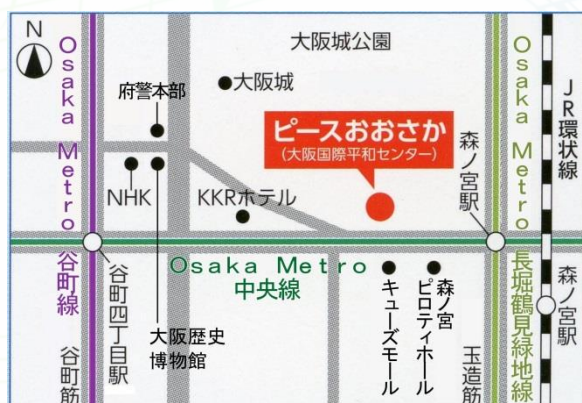 N
Osaka Metro 谷町線
府警本部
大阪城公園
大阪城
ピースおおさか
(大阪国際平和センター)
森ノ宮駅
Osaka Metro 長堀鶴見緑地線
JR環状線
NHK
KKRホテル
Osaka Metro
中央線
谷町四丁目駅
谷町筋
大阪歴史
博物館
キューズモール
森ノ宮
ピロティホール
玉造筋
森ノ宮駅